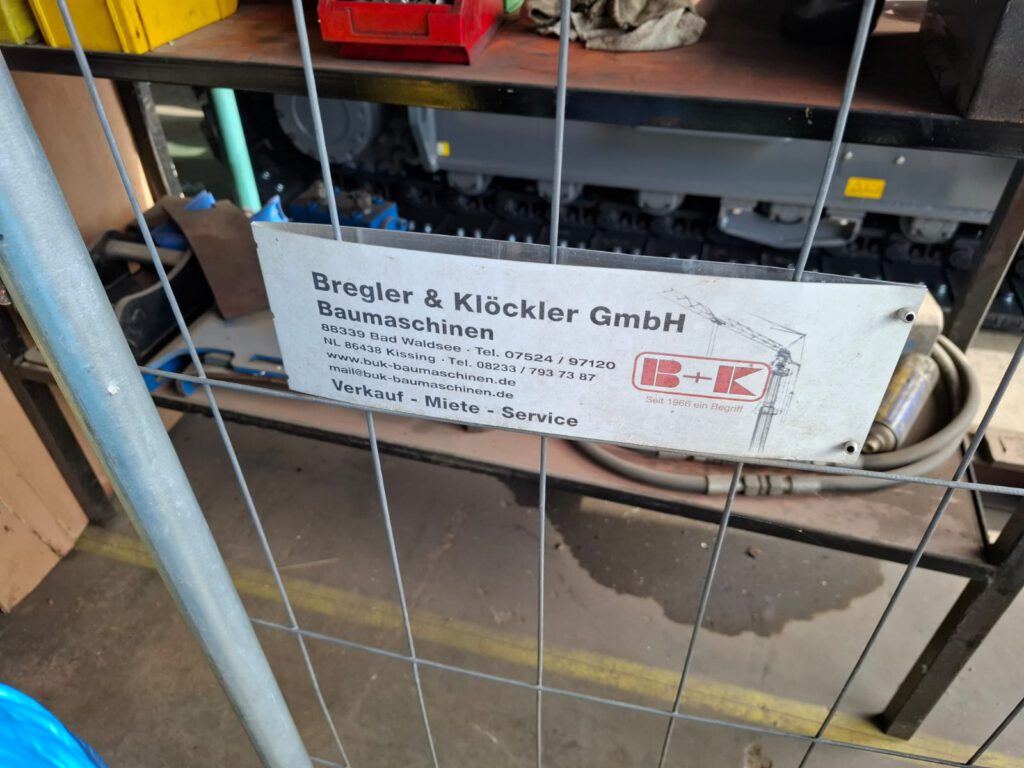 Bregler & Klöckler GmbH
Baumaschinen
88339 Bad Waldsee · Tel. 07524 / 97120
NL 86438 Kissing · Tel. 08233 / 793 73 87
www.buk-baumaschinen.de
mail@buk-baumaschinen.de
Verkauf - Miete - Service
B+K
Seit 1966 ein Begriff